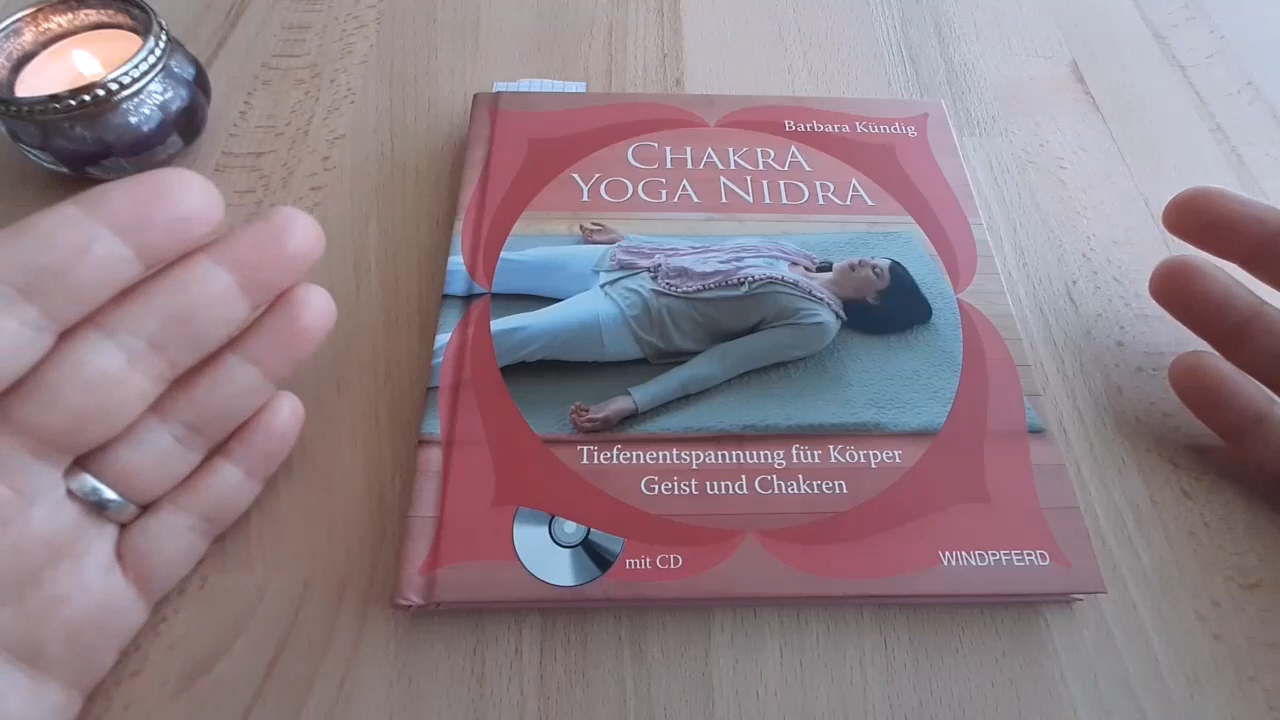 Barbara Kündig
CHAKRA
YOGA NIDRA
Tiefenentspannung für Körper
Geist und Chakren
mit CD
WINDPFERD